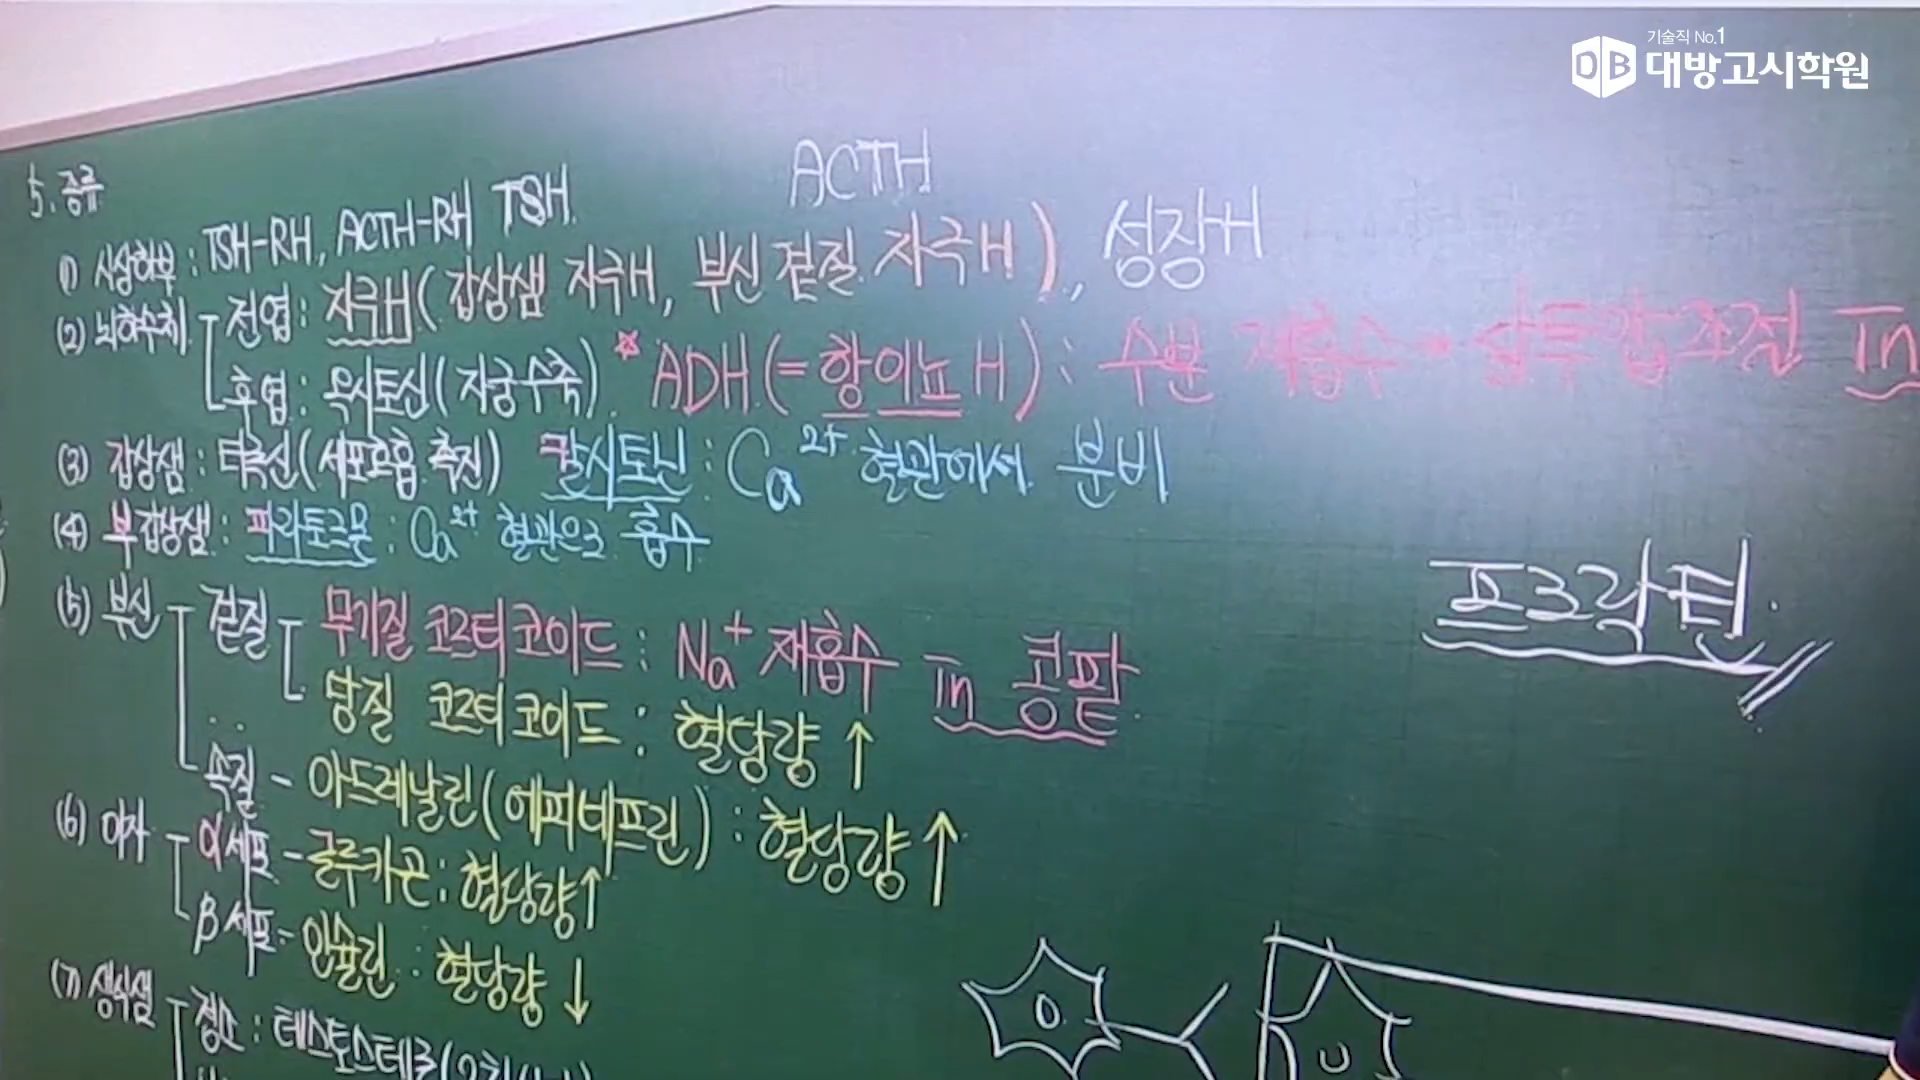 기술직 No.1
DB 대방고시학원
5. 종류
ACTH
(1) 시상하부 : TSH-RH, ACTH-RH TSH.
(2) 뇌하수체 전엽 : 자극H( 갑상샘 자극H, 부신 겉질 자극H ), 성장H
후엽 : 옥시토신( 자궁수축) * ADH (= 항이뇨 H ) : 수분 재흡수 → 삼투압조절 In
(3) 갑상샘 : 티록신( 세포호흡 촉진) 칼시토닌 : Ca2+ 혈관에서 분비
(4) 부갑상샘 : 파라토르몬 : Ca2+ 혈관으로 흡수
프로락틴.
(5) 부신 겉질 무기질 코르티코이드 : Na+ 재흡수 In 콩팥
당질 코르티코이드 : 혈당량 ↑
속질 - 아드레날린( 에피네프린) : 혈당량 ↑
(6) 이자 α세포 - 글루카곤 : 혈당량 ↑
β세포 - 인슐린 : 혈당량 ↓
(7) 생식샘 정소 : 테스토스테론(2차